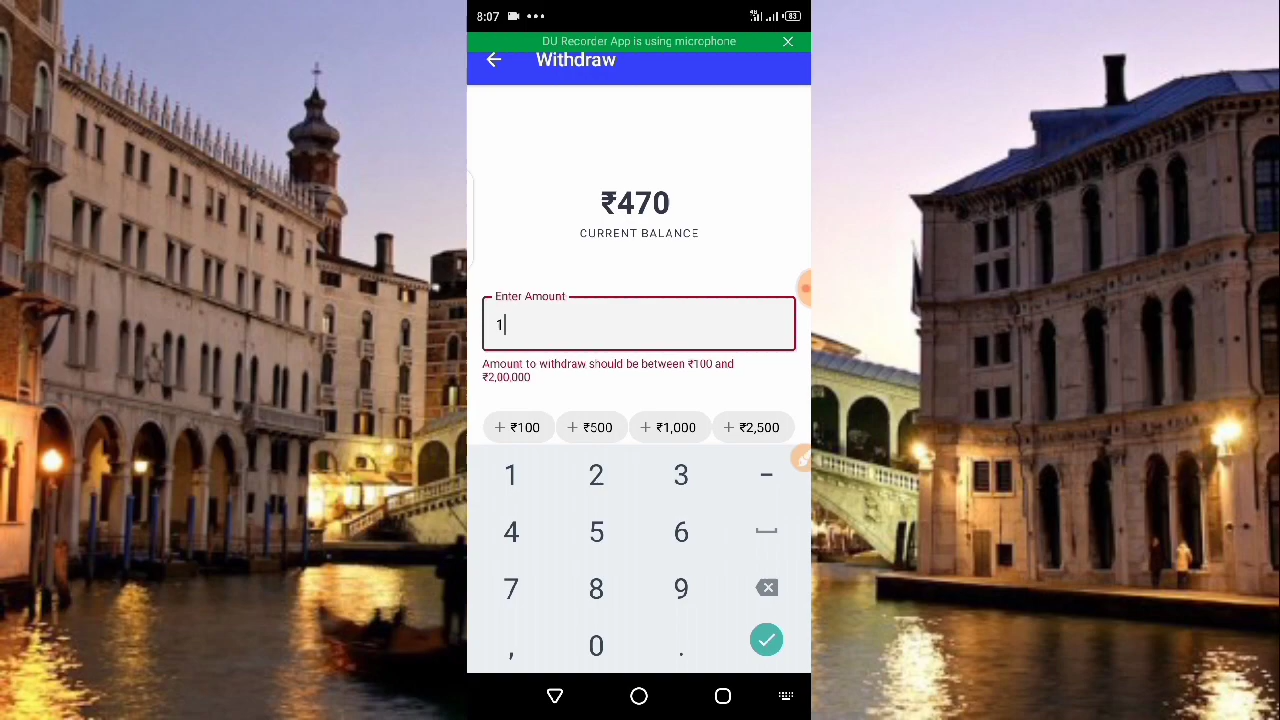 8:07
4G 83
DU Recorder App is using microphone
Withdraw
₹470
CURRENT BALANCE
Enter Amount
1
Amount to withdraw should be between ₹100 and
₹2,00,000
+ ₹100 + ₹500 + ₹1,000 + ₹2,500
1 2 3 -
4 5 6
7 8 9
, 0 .